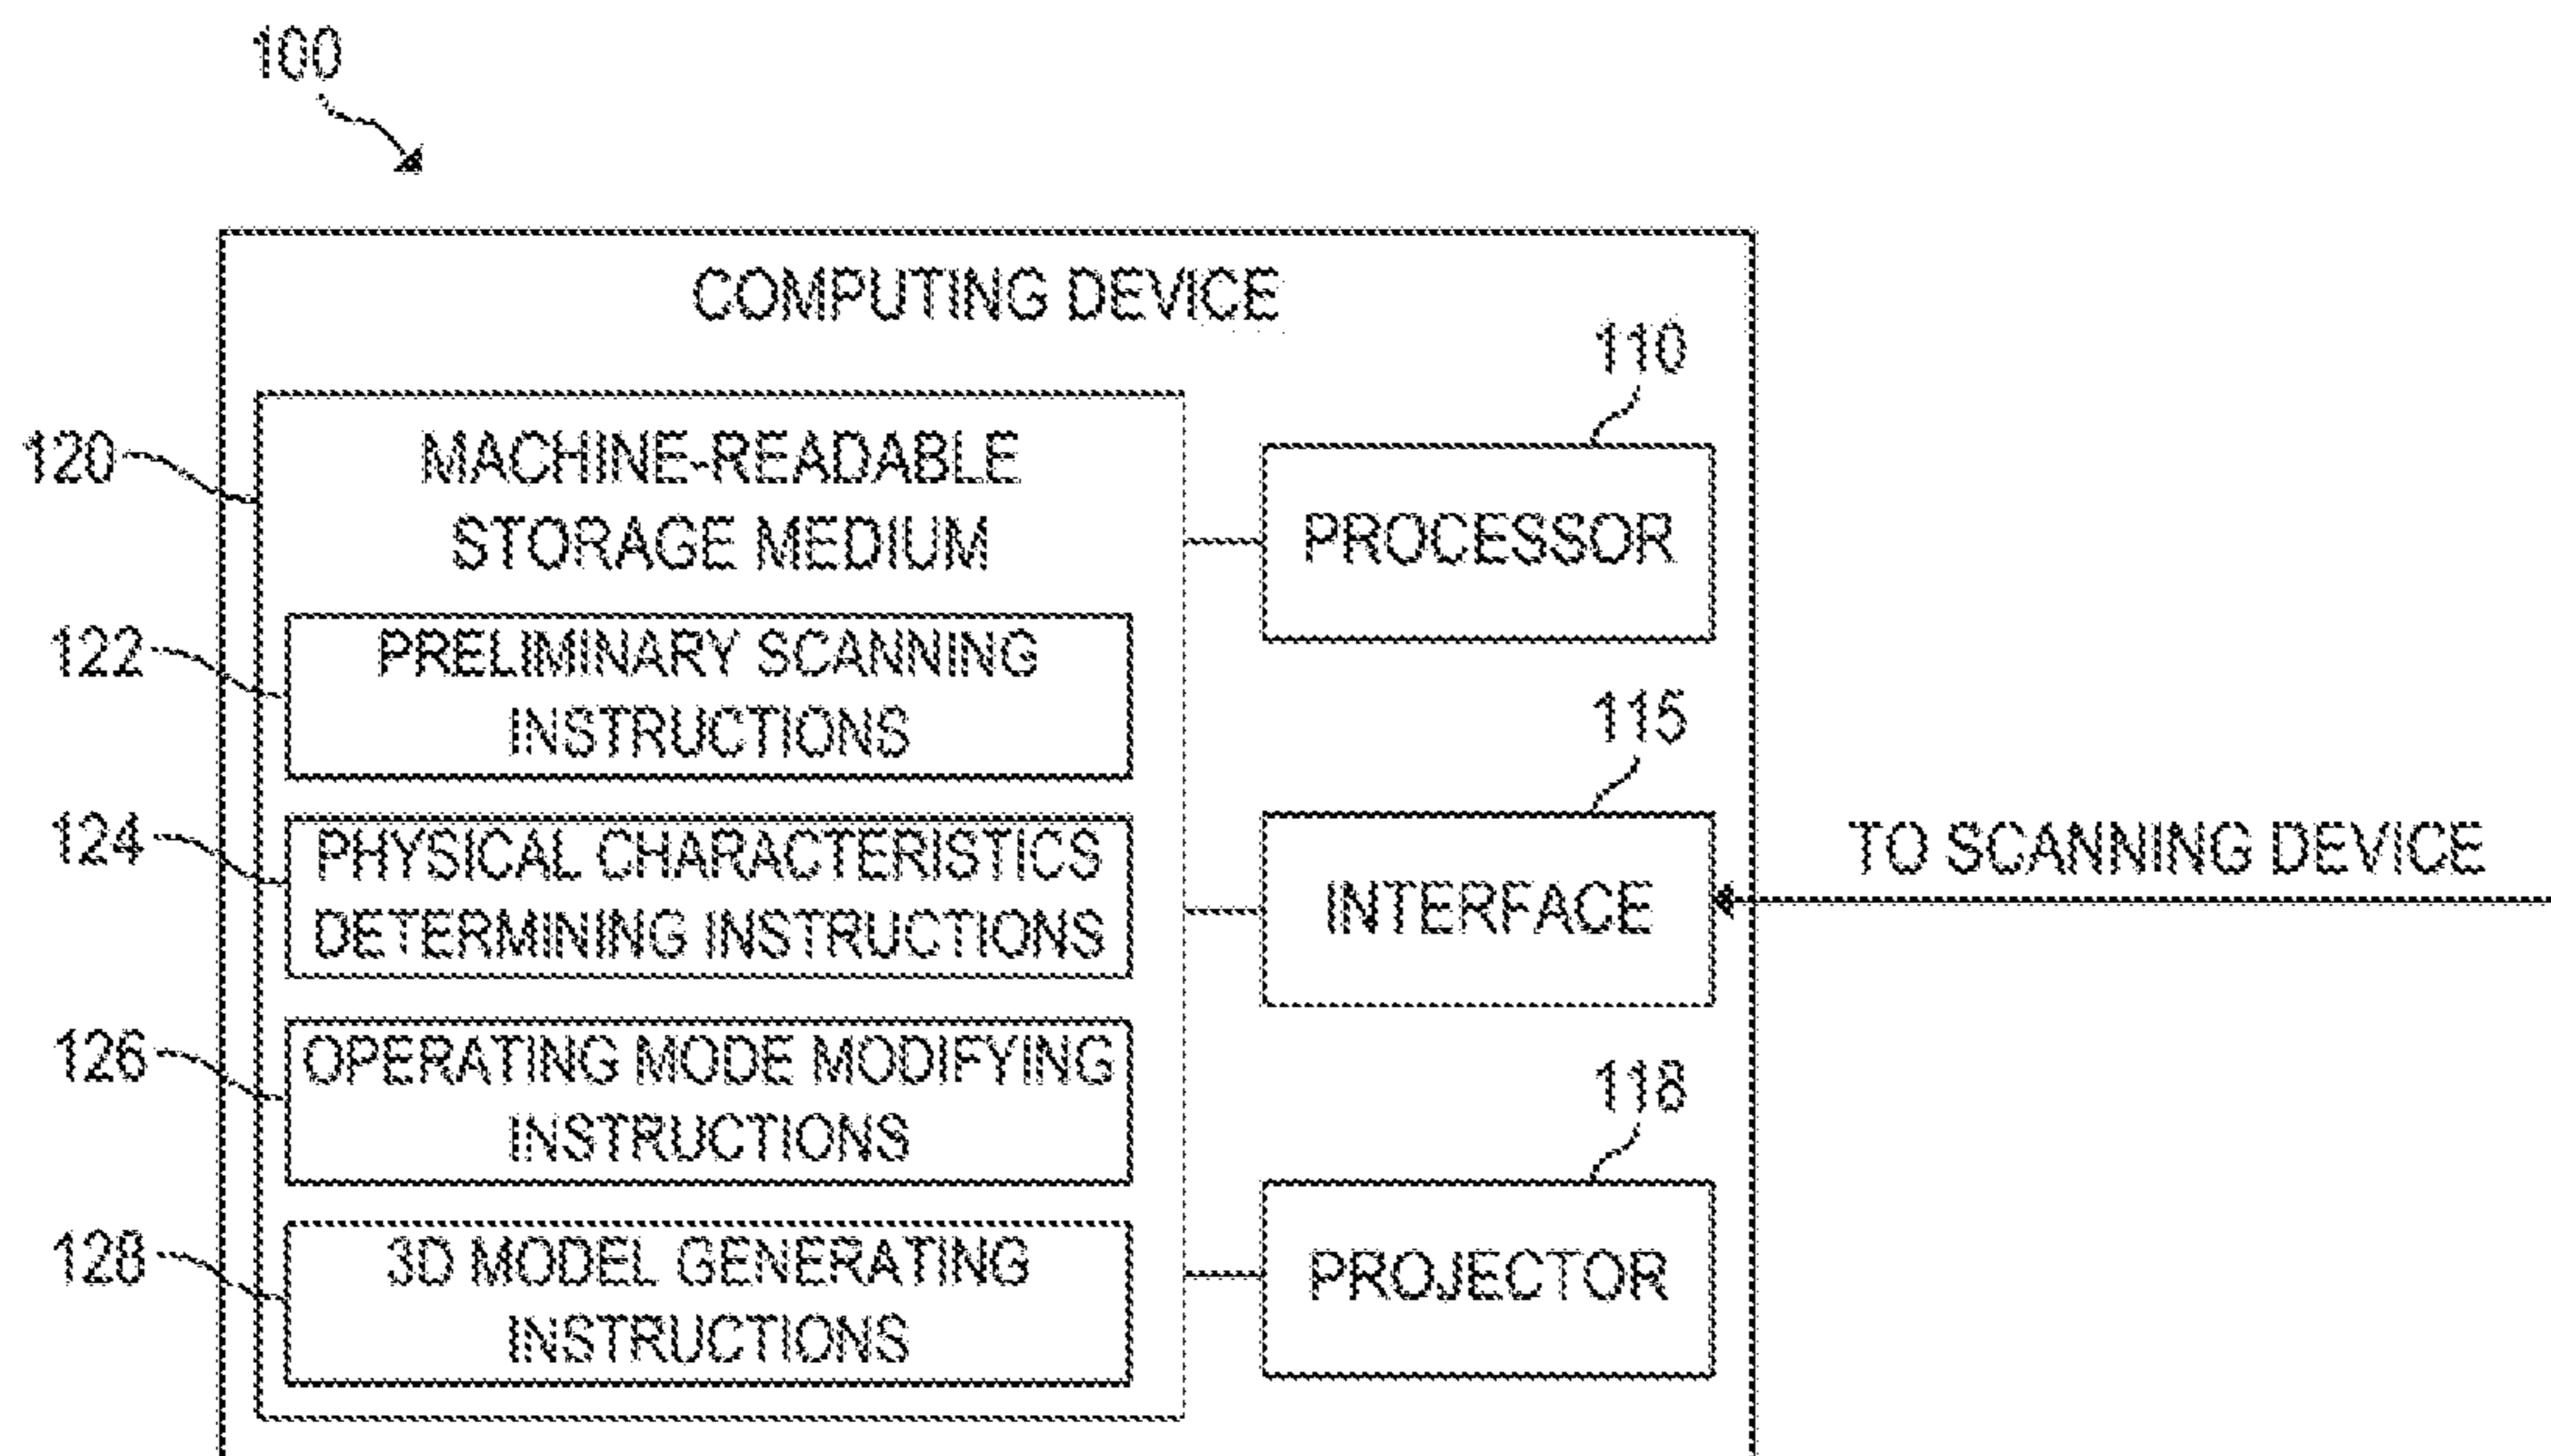 100
COMPUTING DEVICE
110
120
MACHINE-READABLE
STORAGE MEDIUM
PROCESSOR
122
PRELIMINARY SCANNING
INSTRUCTIONS
115
124
PHYSICAL CHARACTERISTICS
DETERMINING INSTRUCTIONS
INTERFACE
TO SCANNING DEVICE
126
OPERATING MODE MODIFYING
INSTRUCTIONS
118
128
3D MODEL GENERATING
INSTRUCTIONS
PROJECTOR